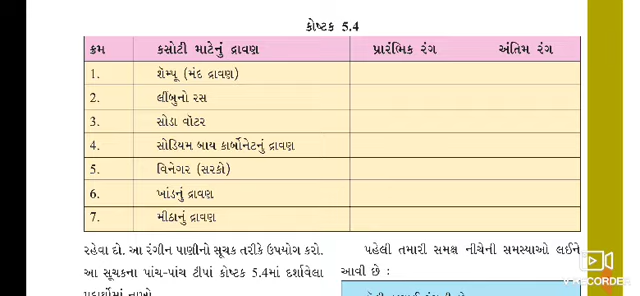 કોષ્ટક 5.4
ક્રમ કસોટી માટેનું દ્રાવણ પ્રારંભિક રંગ અંતિમ રંગ
1. શૅમ્પૂ (મંદ દ્રાવણ)
2. લીંબુનો રસ
3. સોડા વૉટર
4. સોડિયમ બાય કાર્બોનેટનું દ્રાવણ
5. વિનેગર (સરકો)
6. ખાંડનું દ્રાવણ
7. મીઠાનું દ્રાવણ
રહેવા દો. આ રંગીન પાણીનો સૂચક તરીકે ઉપયોગ કરો.
આ સૂચકના પાંચ-પાંચ ટીપાં કોષ્ટક 5.4માં દર્શાવેલા
પહેલી તમારી સમક્ષ નીચેની સમસ્યાઓ લઈને
આવી છે :